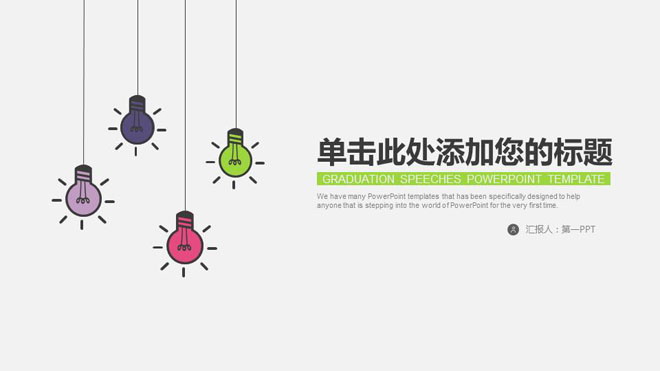 单击此处添加您的标题
GRADUATION SPEECHES POWERPOINT TEMPLATE
We have many PowerPoint templates that has been specifically designed to help
anyone that is stepping into the world of PowerPoint for the very first time.
汇报人：第一PPT